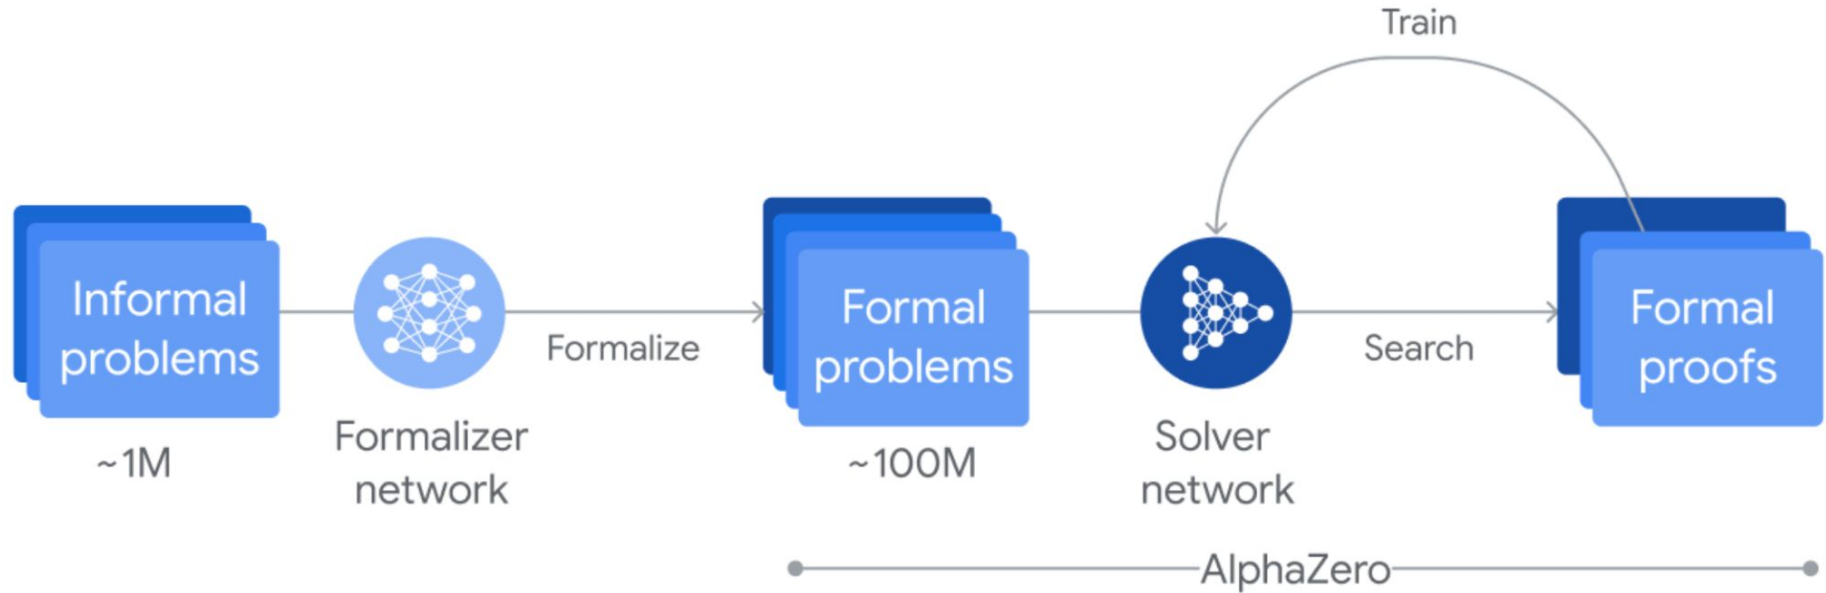 Train
Informal
problems
Formalize
Formal
problems
Search
Formal
proofs
~1M
Formalizer
network
~100M
Solver
network
AlphaZero